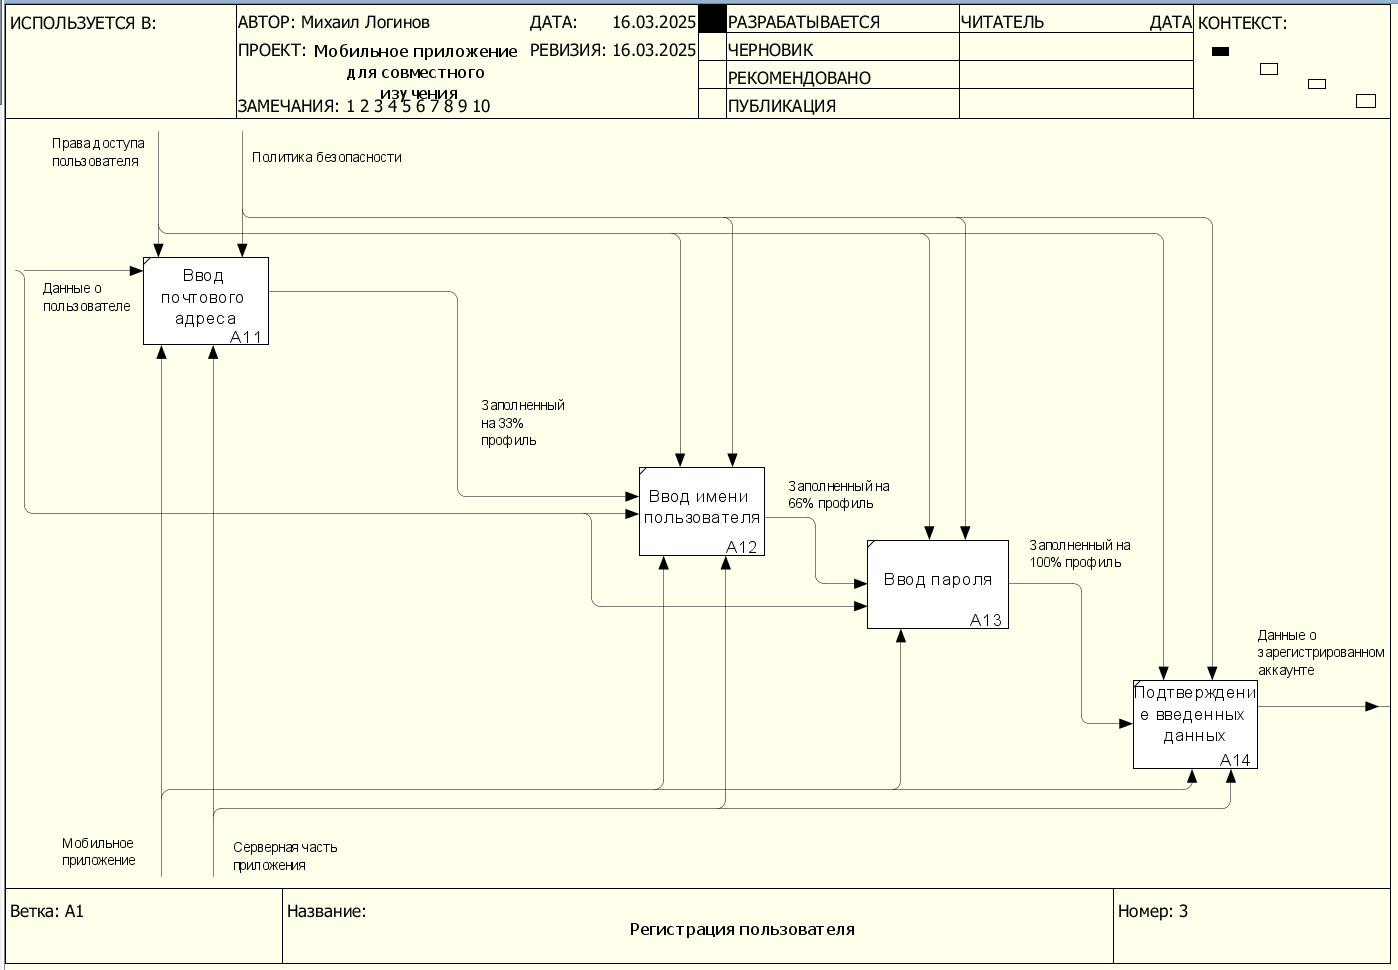 ИСПОЛЬЗУЕТСЯ В:
АВТОР: Михаил Логинов
ДАТА: 16.03.2025
ПРОЕКТ: Мобильное приложение
для совместного
изучения
РЕВИЗИЯ: 16.03.2025
ЗАМЕЧАНИЯ: 1 2 3 4 5 6 7 8 9 10
РАЗРАБАТЫВАЕТСЯ
ЧЕРНОВИК
РЕКОМЕНДОВАНО
ПУБЛИКАЦИЯ
ЧИТАТЕЛЬ
ДАТА
КОНТЕКСТ:
Права доступа
пользователя
Политика безопасности
Данные о
пользователе
Ввод
почтового
адреса
A11
Заполненный
на 33%
профиль
Ввод имени
пользователя
A12
Заполненный на
66% профиль
Ввод пароля
A13
Заполненный на
100% профиль
Подтверждени
е введенных
данных
A14
Данные о
зарегистрированном
аккаунте
Мобильное
приложение
Серверная часть
приложения
Ветка: A1
Название:
Регистрация пользователя
Номер: 3